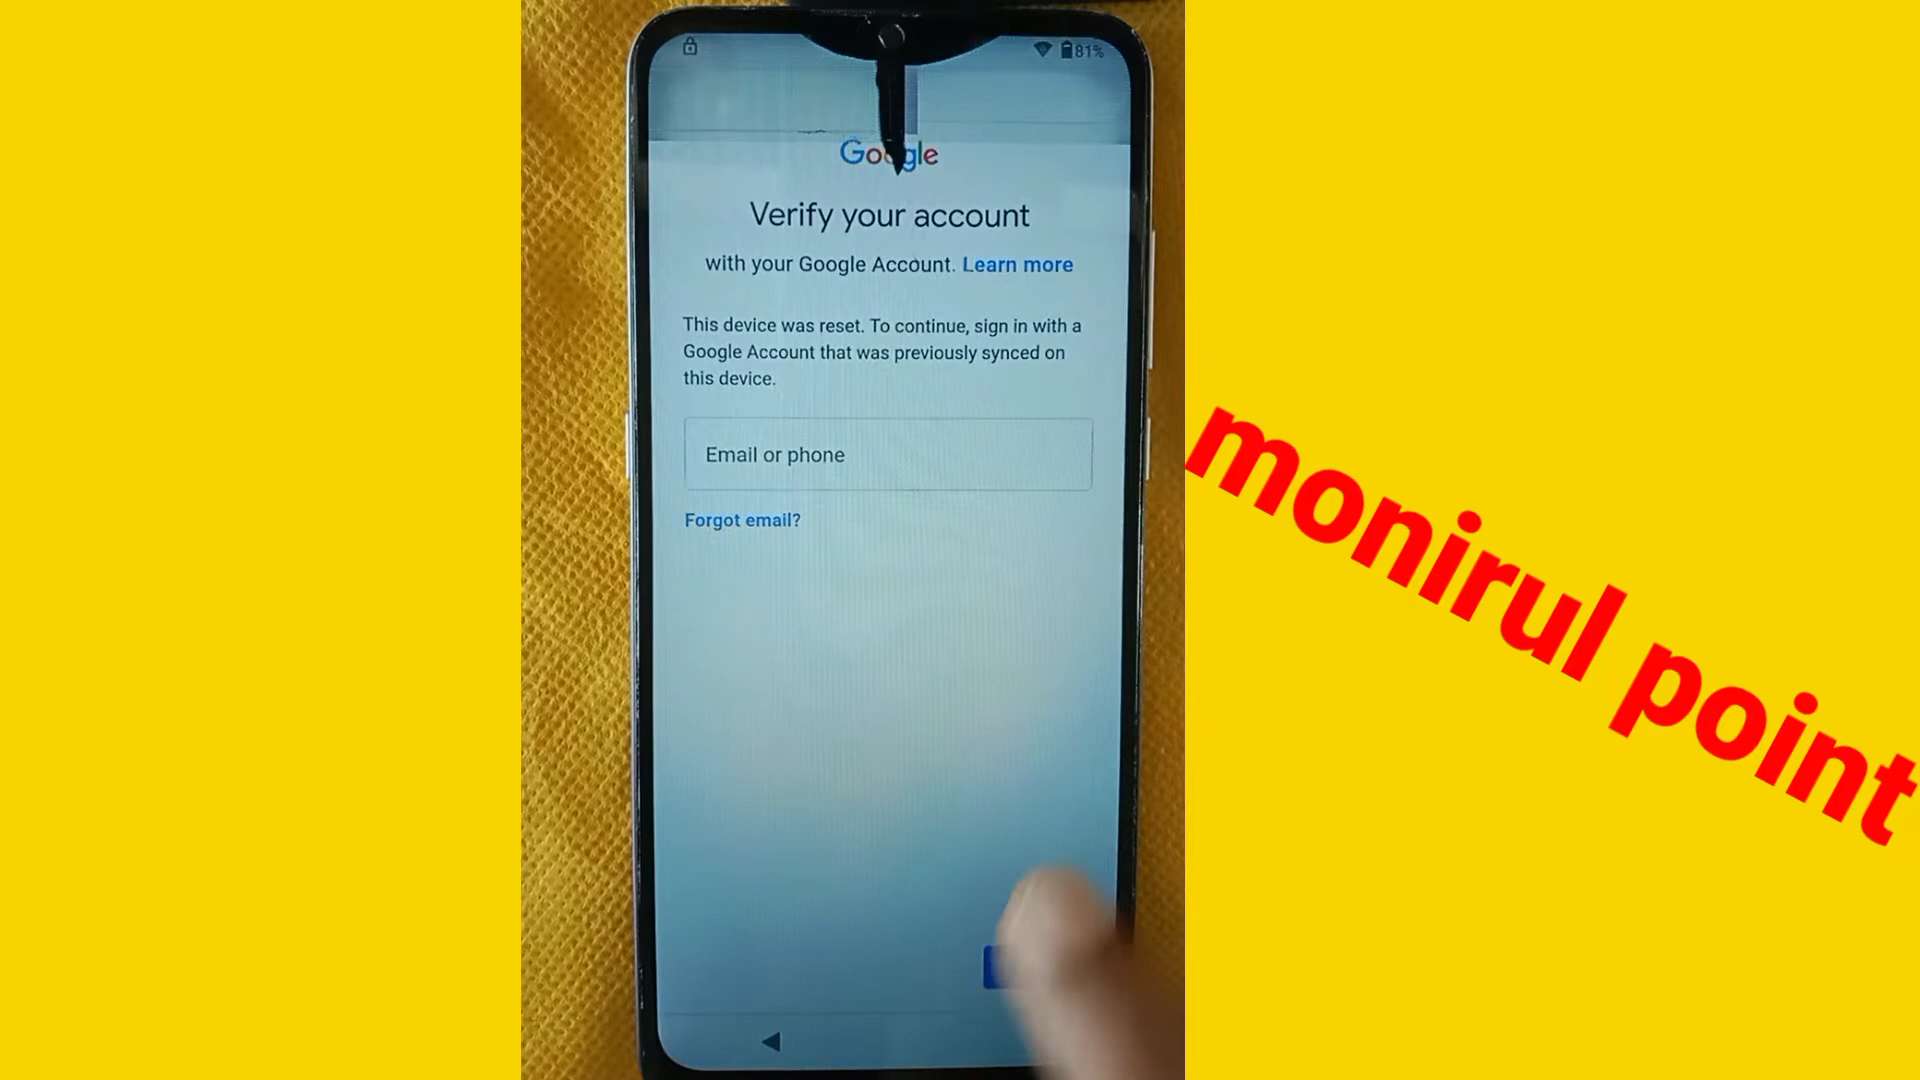 81%
Google
Verify your account
with your Google Account. Learn more
This device was reset. To continue, sign in with a
Google Account that was previously synced on
this device.
Email or phone
Forgot email?
monirul point